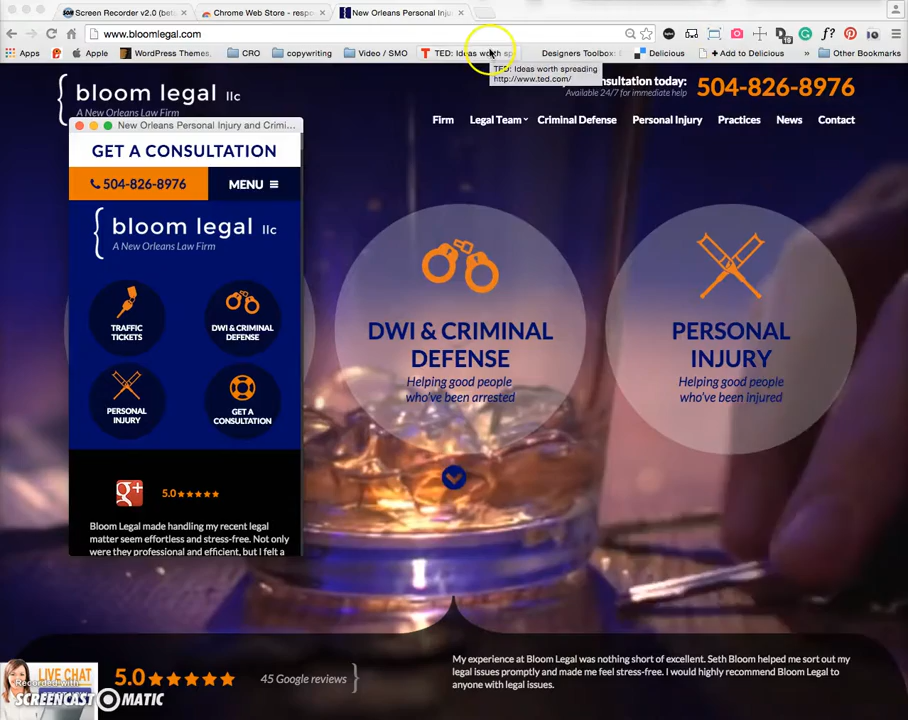 Screen Recorder v2.0 (bet
Chrome Web Store - respo
New Orleans Personal Inju
www.bloomlegal.com
Apps
Apple
WordPress Themes,
CRO
copywriting
Video / SMO
TED: Ideas worth sp
Designers Toolbox:
Delicious
+ Add to Delicious
»
Other Bookmarks
TED: Ideas worth spreading
http://www.ted.com/
onsultation today:
Available 24/7 for immediate help
504-826-8976
bloom legal llc
A New Orleans Law Firm
Firm
Legal Team
Criminal Defense
Personal Injury
Practices
News
Contact
New Orleans Personal Injury and Crimi...
GET A CONSULTATION
504-826-8976
MENU
bloom legal llc
A New Orleans Law Firm
TRAFFIC
TICKETS
DWI & CRIMINAL
DEFENSE
PERSONAL
INJURY
GET A
CONSULTATION
g+
5.0
Bloom Legal made handling my recent legal
matter seem effortless and stress-free. Not only
were they professional and efficient, but I felt a
DWI & CRIMINAL
DEFENSE
Helping good people
who've been arrested
PERSONAL
INJURY
Helping good people
who've been injured
LIVE CHAT
Recorded with
SCREENCAST MATIC
5.0
45 Google reviews
My experience at Bloom Legal was nothing short of excellent. Seth Bloom helped me sort out my
legal issues promptly and made me feel stress-free. I would highly recommend Bloom Legal to
anyone with legal issues.